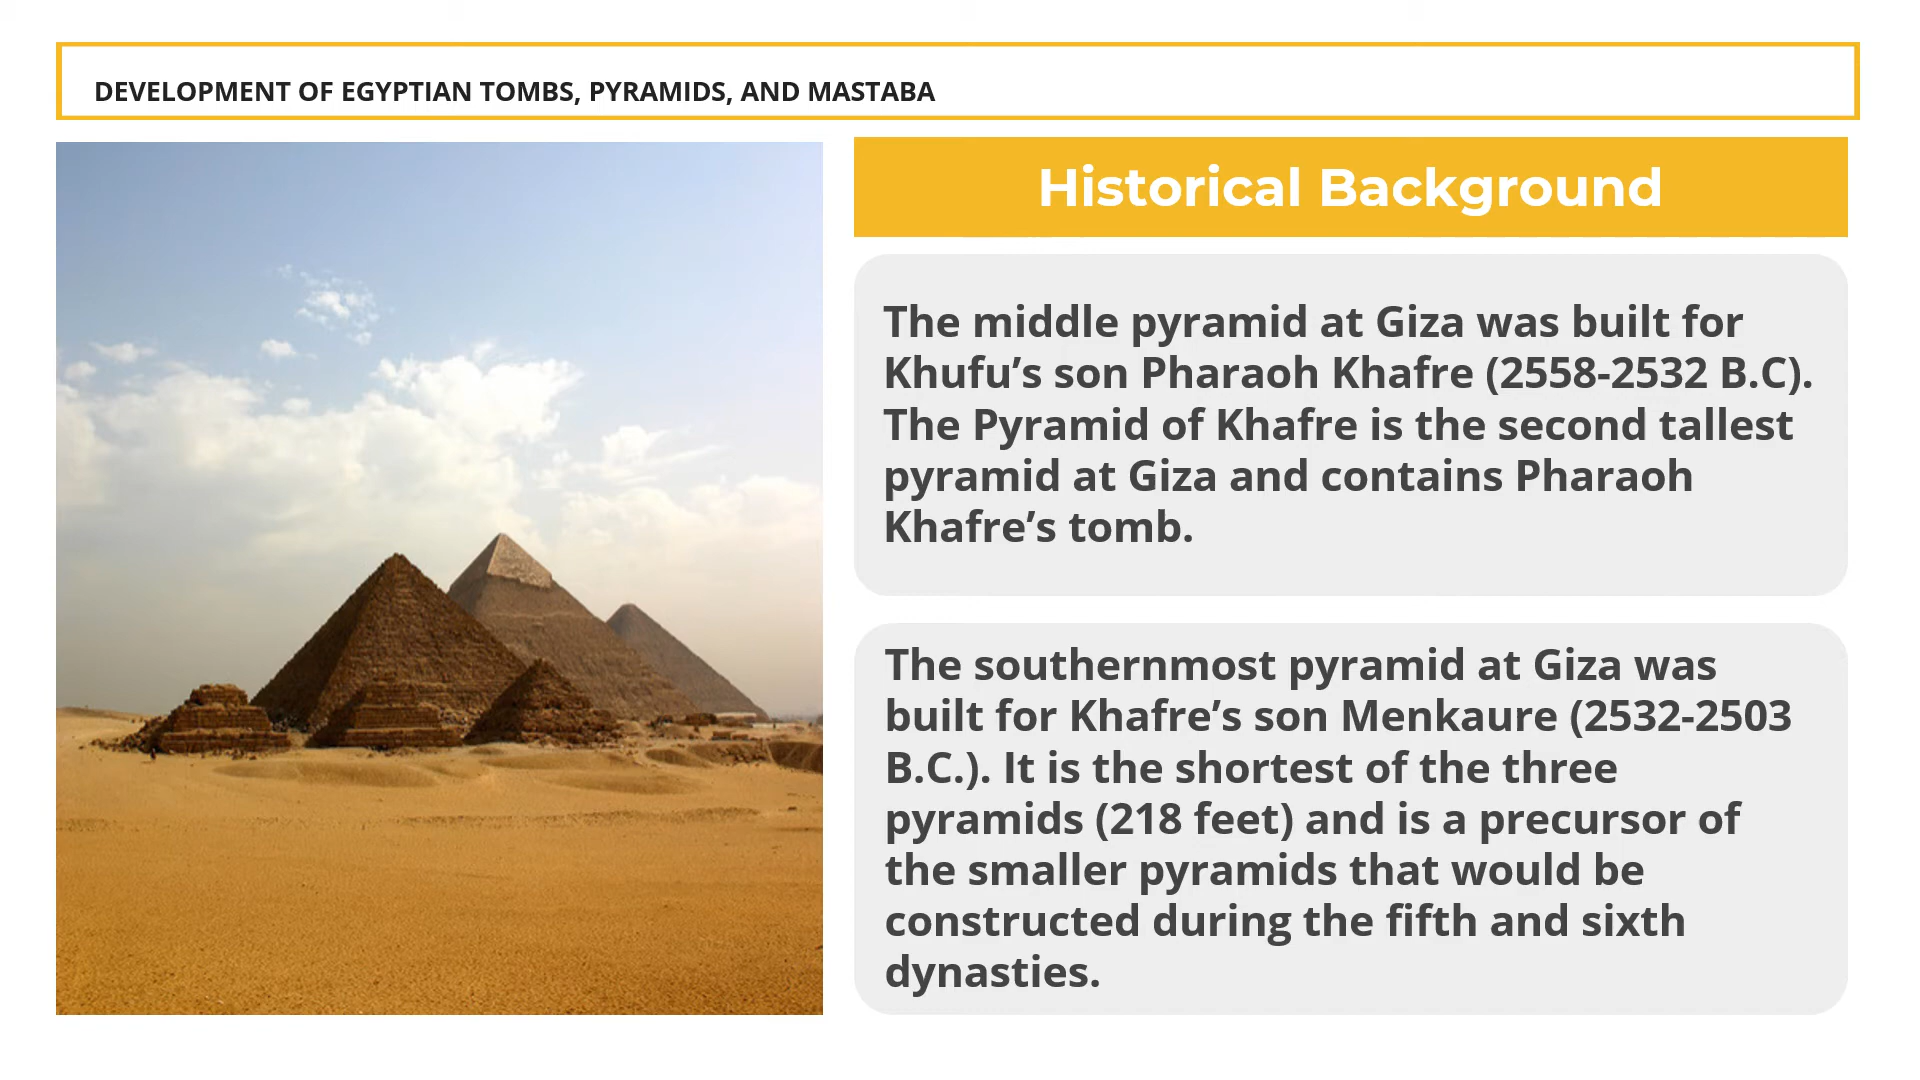 DEVELOPMENT OF EGYPTIAN TOMBS, PYRAMIDS, AND MASTABA
Historical Background
The middle pyramid at Giza was built for
Khufu’s son Pharaoh Khafre (2558-2532 B.C).
The Pyramid of Khafre is the second tallest
pyramid at Giza and contains Pharaoh
Khafre’s tomb.
The southernmost pyramid at Giza was
built for Khafre’s son Menkaure (2532-2503
B.C.). It is the shortest of the three
pyramids (218 feet) and is a precursor of
the smaller pyramids that would be
constructed during the fifth and sixth
dynasties.